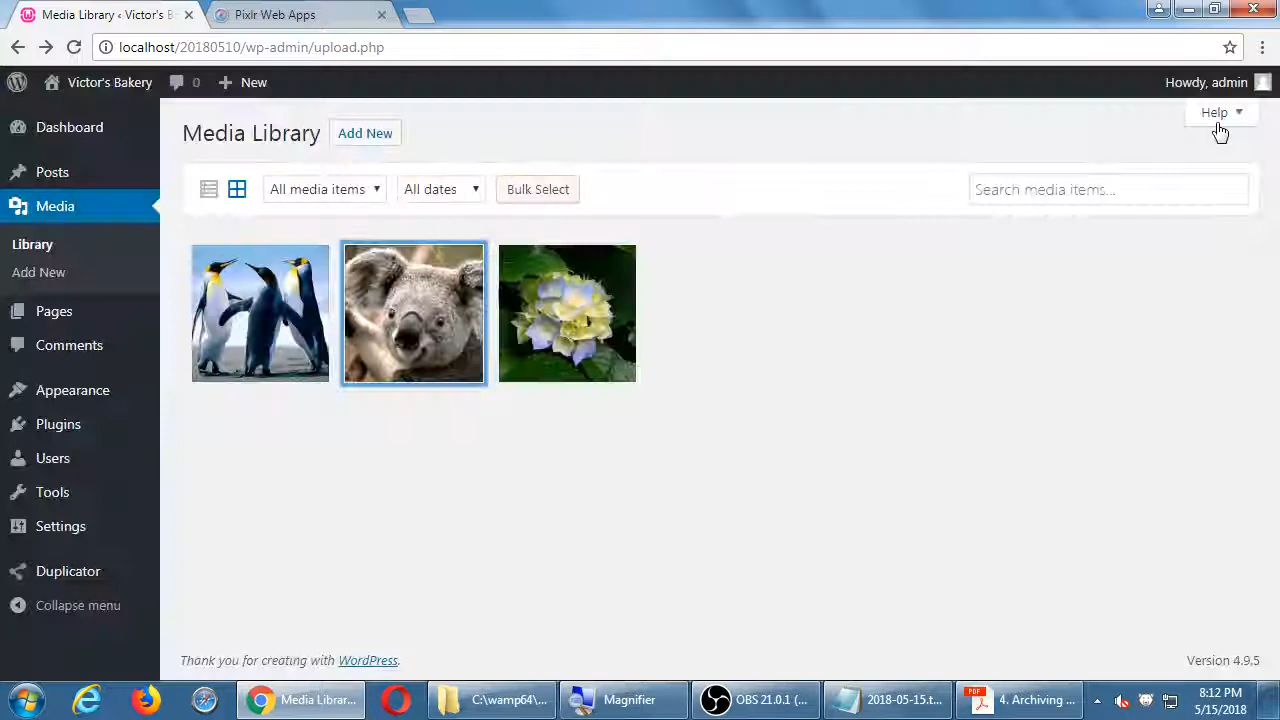 Media Library ‹ Victor's B
Pixlr Web Apps
localhost/20180510/wp-admin/upload.php
Victor's Bakery
0
New
Howdy, admin
Dashboard
Posts
Media
Library
Add New
Pages
Comments
Appearance
Plugins
Users
Tools
Settings
Duplicator
Collapse menu
Help
Media Library
Add New
All media items
All dates
Bulk Select
Search media items...
Thank you for creating with WordPress.
Version 4.9.5
Media Librar...
C:\wamp64\...
Magnifier
OBS 21.0.1 (...
2018-05-15.t...
PDF
4. Archiving ...
8:12 PM
5/15/2018